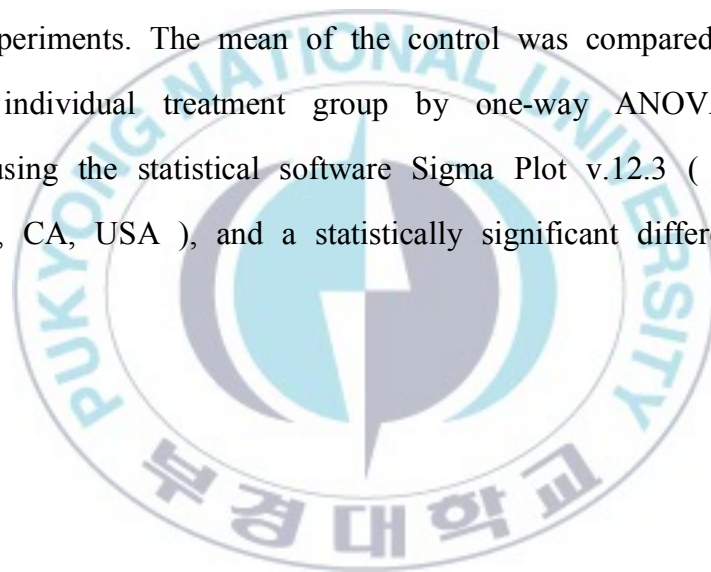 periments. The mean of the control was compared
individual treatment group by one-way ANOVA
using the statistical software Sigma Plot v.12.3 (
, CA, USA ), and a statistically significant differ
PUKYONG NATIONAL UNIVERSITY
부경대학교